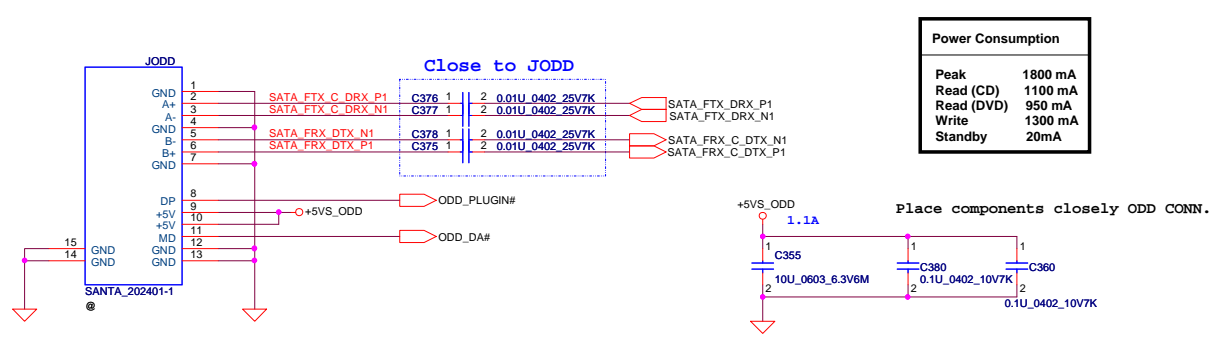 JODD
GND 1
A+ 2
A- 3
GND 4
B- 5
B+ 6
GND 7
DP 8
+5V 9
+5V 10
MD 11
GND 12
GND 13
15 GND
14 GND
SANTA_202401-1
@
Close to JODD
SATA_FTX_C_DRX_P1 C376 1 2 0.01U_0402_25V7K SATA_FTX_DRX_P1
SATA_FTX_C_DRX_N1 C377 1 2 0.01U_0402_25V7K SATA_FTX_DRX_N1
SATA_FRX_DTX_N1 C378 1 2 0.01U_0402_25V7K SATA_FRX_C_DTX_N1
SATA_FRX_DTX_P1 C375 1 2 0.01U_0402_25V7K SATA_FRX_C_DTX_P1
ODD_PLUGIN#
+5VS_ODD
ODD_DA#
Power Consumption
Peak 1800 mA
Read (CD) 1100 mA
Read (DVD) 950 mA
Write 1300 mA
Standby 20mA
+5VS_ODD
1.1A
Place components closely ODD CONN.
1 C355 2 10U_0603_6.3V6M
1 C380 2 0.1U_0402_10V7K
1 C360 2 0.1U_0402_10V7K